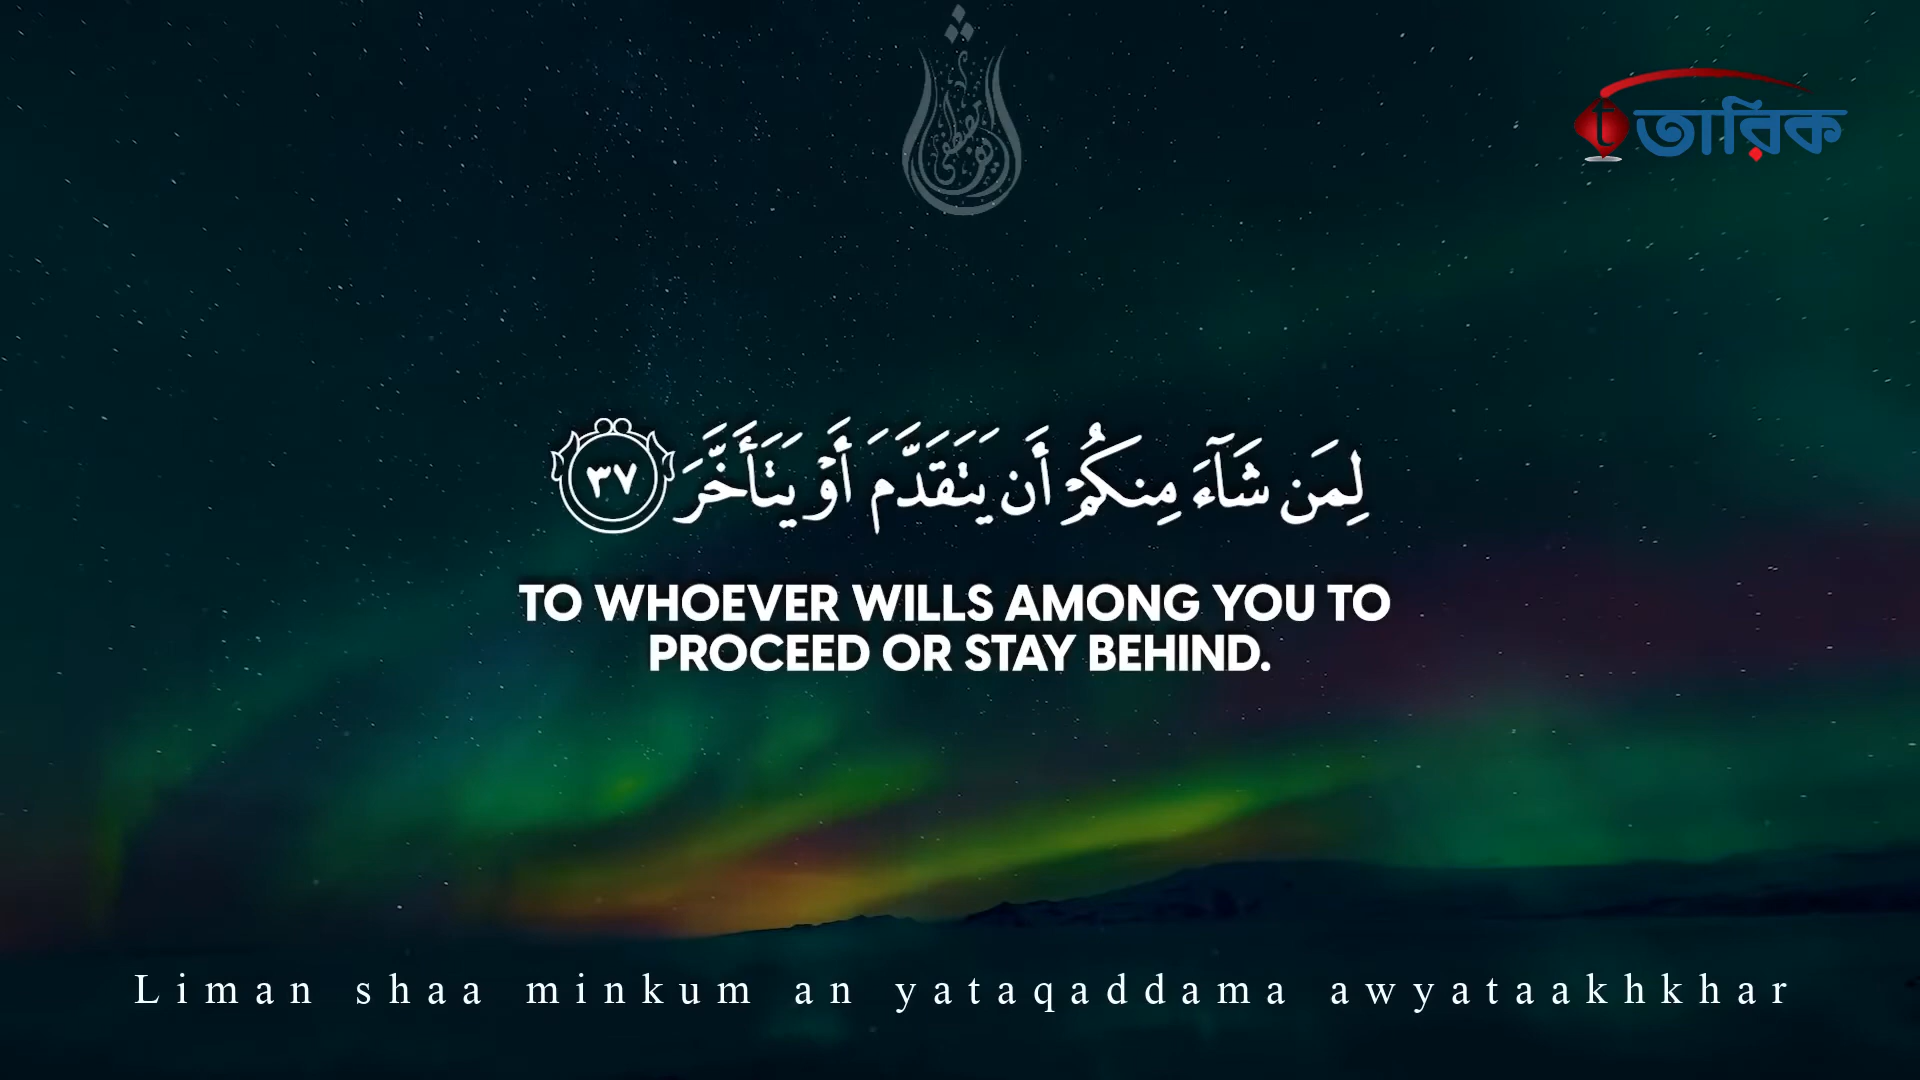 তারিক
لِمَن شَآءَ مِنكُمْ أَن يَتَقَدَّمَ أَوْ يَتَأَخَّرَ ٣٧
TO WHOEVER WILLS AMONG YOU TO
PROCEED OR STAY BEHIND.
Liman shaa minkum an yataqaddama awyataakhkhar